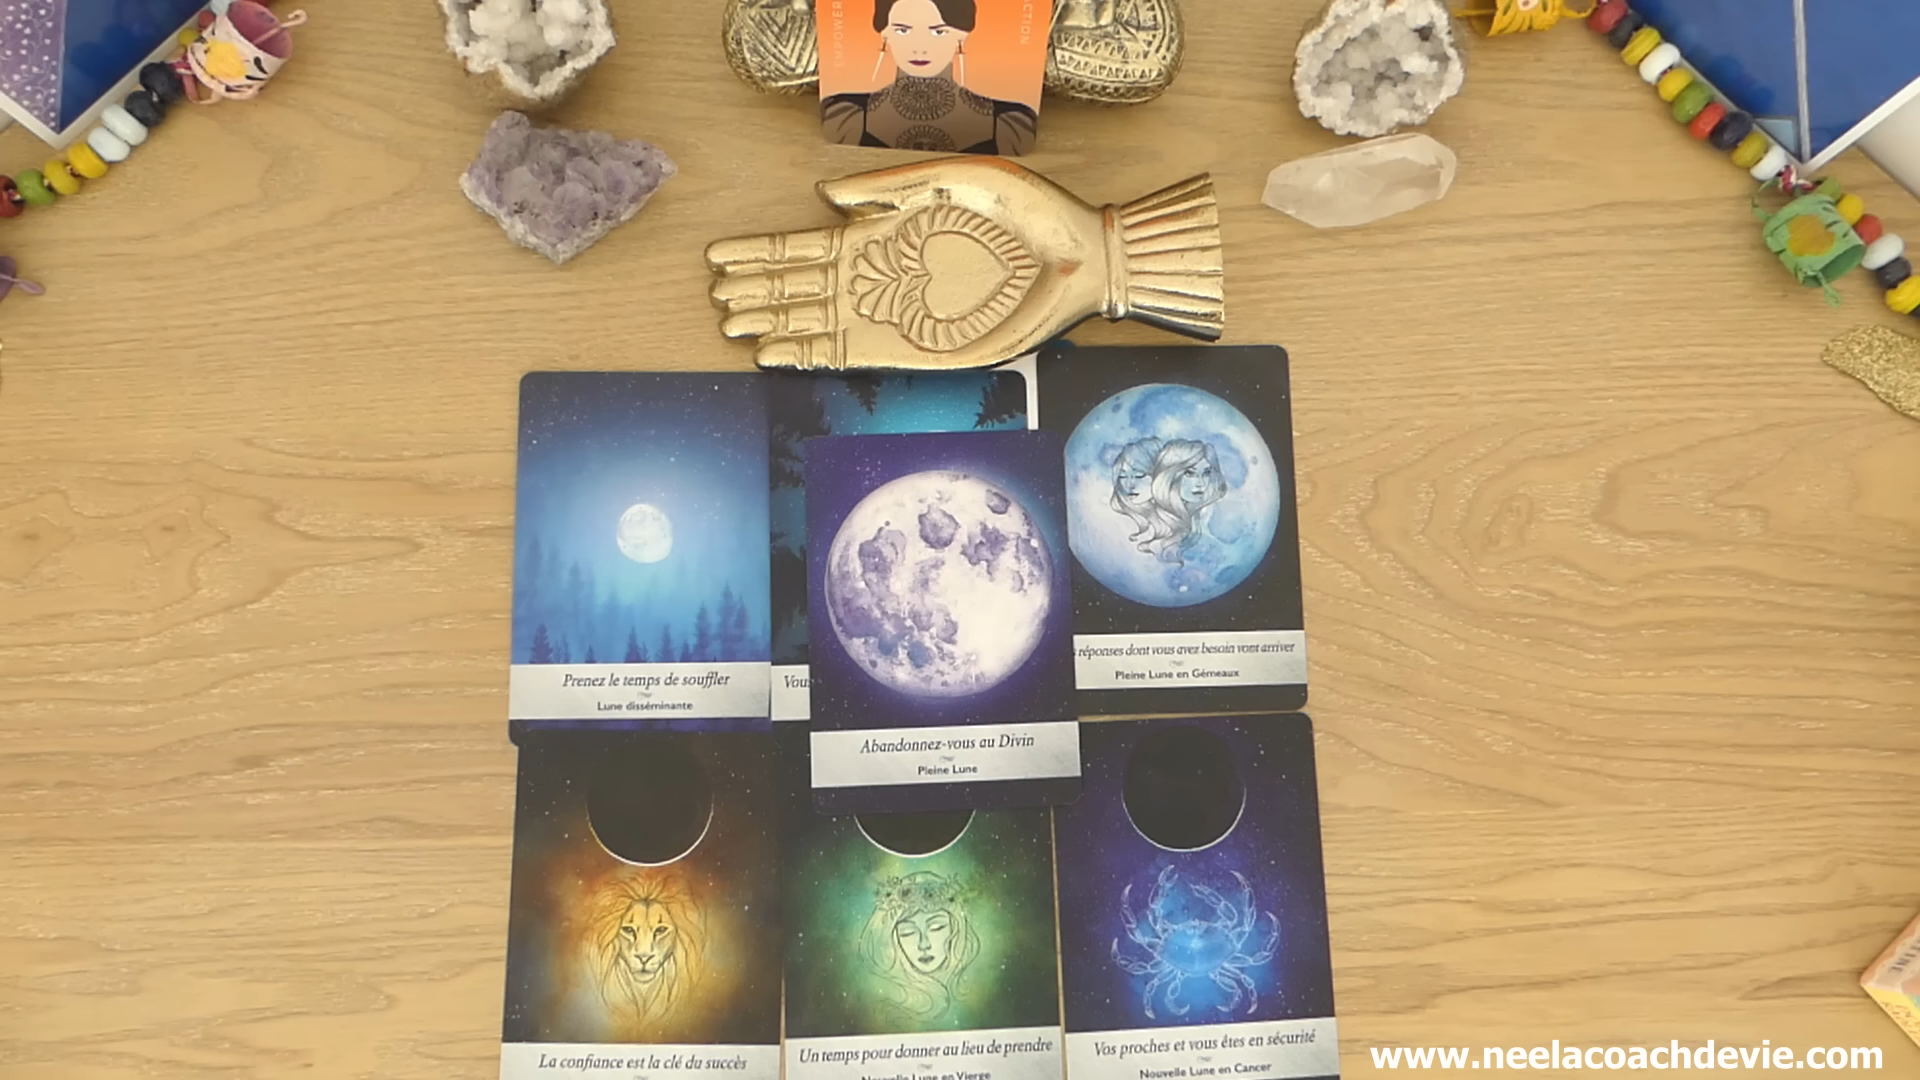 EMPOWER
CTION
Prenez le temps de souffler
Lune disséminante
Vous
réponses dont vous avez besoin vont arriver
Pleine Lune en Gémeaux
Abandonnez-vous au Divin
Pleine Lune
La confiance est la clé du succès
Un temps pour donner au lieu de prendre
Nouvelle Lune en Vierge
Vos proches et vous êtes en sécurité
Nouvelle Lune en Cancer
www.neelacoachdevie.com